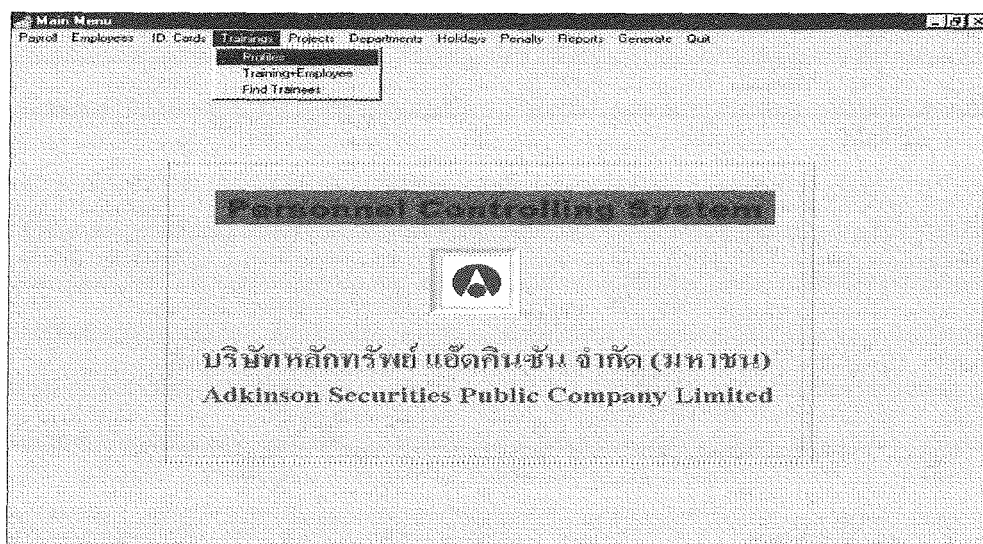 Main Menu
Payroll Employees ID. Cards Trainings Projects Departments Holidays Penalty Reports Generate Quit
Profiles
Training+Employee
Find Trainees
Personnel Controlling System
บริษัทหลักทรัพย์ แอ๊ดคินซัน จำกัด (มหาชน)
Adkinson Securities Public Company Limited